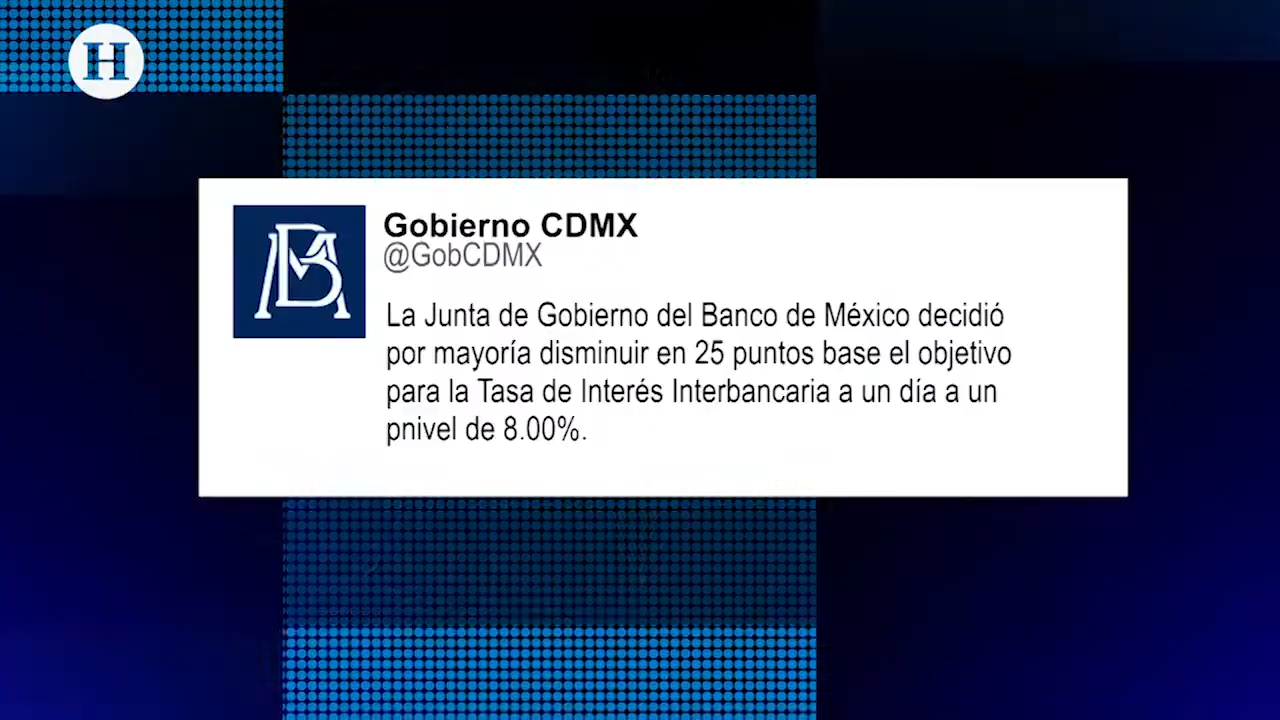 H
BM
Gobierno CDMX
@GobCDMX
La Junta de Gobierno del Banco de México decidió
por mayoría disminuir en 25 puntos base el objetivo
para la Tasa de Interés Interbancaria a un día a un
pnivel de 8.00%.